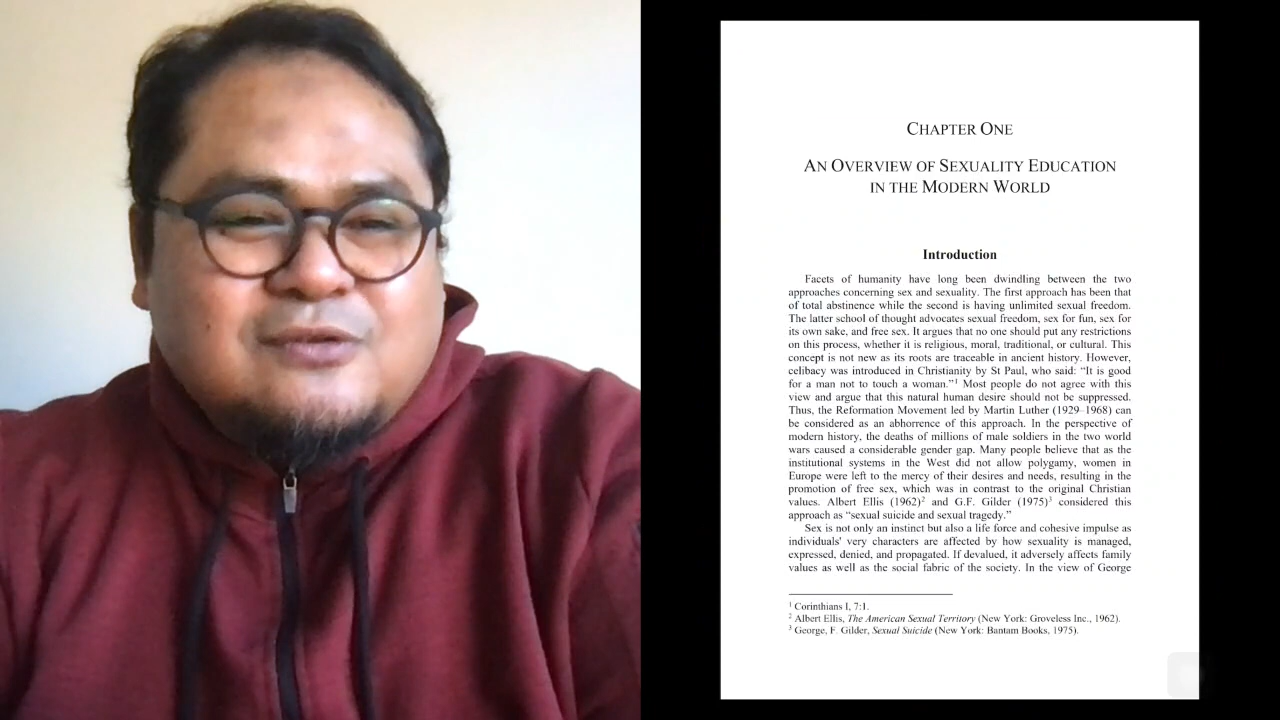 CHAPTER ONE
AN OVERVIEW OF SEXUALITY EDUCATION
IN THE MODERN WORLD
Introduction
Facets of humanity have long been dwindling between the two
approaches concerning sex and sexuality. The first approach has been that
of total abstinence while the second is having unlimited sexual freedom.
The latter school of thought advocates sexual freedom, sex for fun, sex for
its own sake, and free sex. It argues that no one should put any restrictions
on this process, whether it is religious, moral, traditional, or cultural. This
concept is not new as its roots are traceable in ancient history. However,
celibacy was introduced in Christianity by St Paul, who said: “It is good
for a man not to touch a woman.”1 Most people do not agree with this
view and argue that this natural human desire should not be suppressed.
Thus, the Reformation Movement led by Martin Luther (1929–1968) can
be considered as an abhorrence of this approach. In the perspective of
modern history, the deaths of millions of male soldiers in the two world
wars caused a considerable gender gap. Many people believe that as the
institutional systems in the West did not allow polygamy, women in
Europe were left to the mercy of their desires and needs, resulting in the
promotion of free sex, which was in contrast to the original Christian
values. Albert Ellis (1962)2 and G.F. Gilder (1975)3 considered this
approach as “sexual suicide and sexual tragedy.”
Sex is not only an instinct but also a life force and cohesive impulse as
individuals' very characters are affected by how sexuality is managed,
expressed, denied, and propagated. If devalued, it adversely affects family
values as well as the social fabric of the society. In the view of George
1 Corinthians I, 7:1.
2 Albert Ellis, The American Sexual Territory (New York: Groveless Inc., 1962).
3 George, F. Gilder, Sexual Suicide (New York: Bantam Books, 1975).